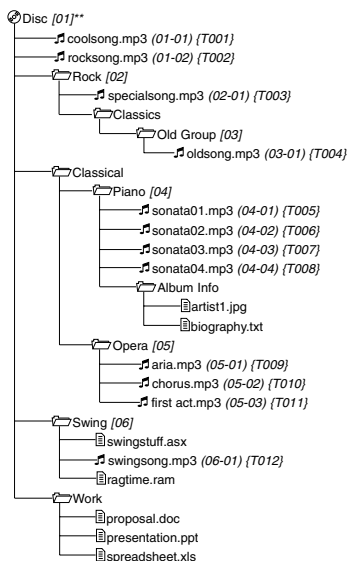 Disc [01]**
coolsong.mp3 (01-01) {T001}
rocksong.mp3 (01-02) {T002}
Rock [02]
specialsong.mp3 (02-01) {T003}
Classics
Old Group [03]
oldsong.mp3 (03-01) {T004}
Classical
Piano [04]
sonata01.mp3 (04-01) {T005}
sonata02.mp3 (04-02) {T006}
sonata03.mp3 (04-03) {T007}
sonata04.mp3 (04-04) {T008}
Album Info
artist1.jpg
biography.txt
Opera [05]
aria.mp3 (05-01) {T009}
chorus.mp3 (05-02) {T010}
first act.mp3 (05-03) {T011}
Swing [06]
swingstuff.asx
swingsong.mp3 (06-01) {T012}
ragtime.ram
Work
proposal.doc
presentation.ppt
spreadsheet.xls